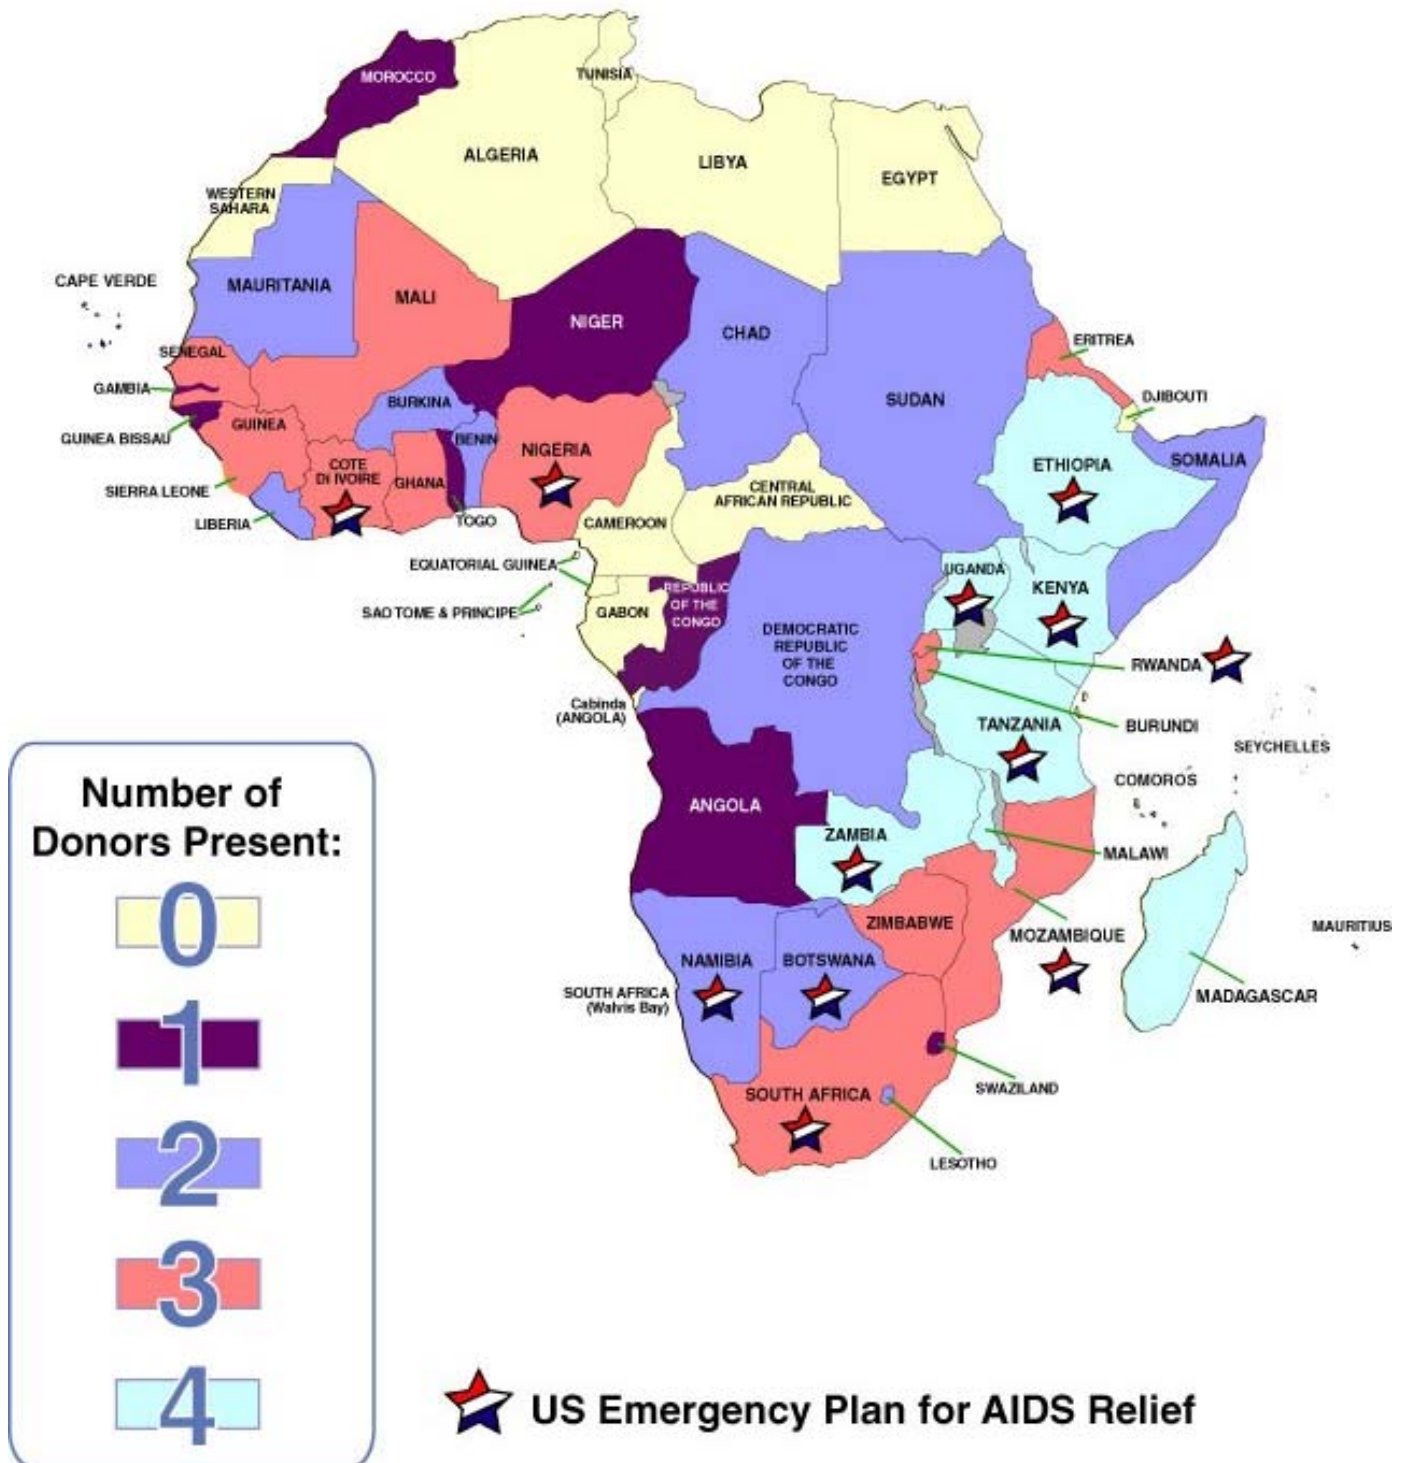 MOROCCO
TUNISIA
ALGERIA
LIBYA
EGYPT
WESTERN
SAHARA
CAPE VERDE
MAURITANIA
MALI
NIGER
CHAD
SUDAN
ERITREA
SENEGAL
GAMBIA
DJIBOUTI
BURKINA
GUINEA
GUINEA BISSAU
BENIN
NIGERIA
COTE
DI IVOIRE
GHANA
ETHIOPIA
SOMALIA
SIERRA LEONE
CENTRAL
AFRICAN REPUBLIC
LIBERIA
TOGO
CAMEROON
EQUATORIAL GUINEA
UGANDA
KENYA
SAO TOME & PRINCIPE
GABON
REPUBLIC
OF THE
CONGO
DEMOCRATIC
REPUBLIC
OF THE
CONGO
RWANDA
Cabinda
(ANGOLA)
TANZANIA
BURUNDI
SEYCHELLES
COMOROS
ANGOLA
ZAMBIA
MALAWI
ZIMBABWE
MOZAMBIQUE
MAURITIUS
NAMIBIA
BOTSWANA
SOUTH AFRICA
(Walvis Bay)
MADAGASCAR
SWAZILAND
SOUTH AFRICA
LESOTHO
Number of
Donors Present:
0
1
2
3
4
US Emergency Plan for AIDS Relief